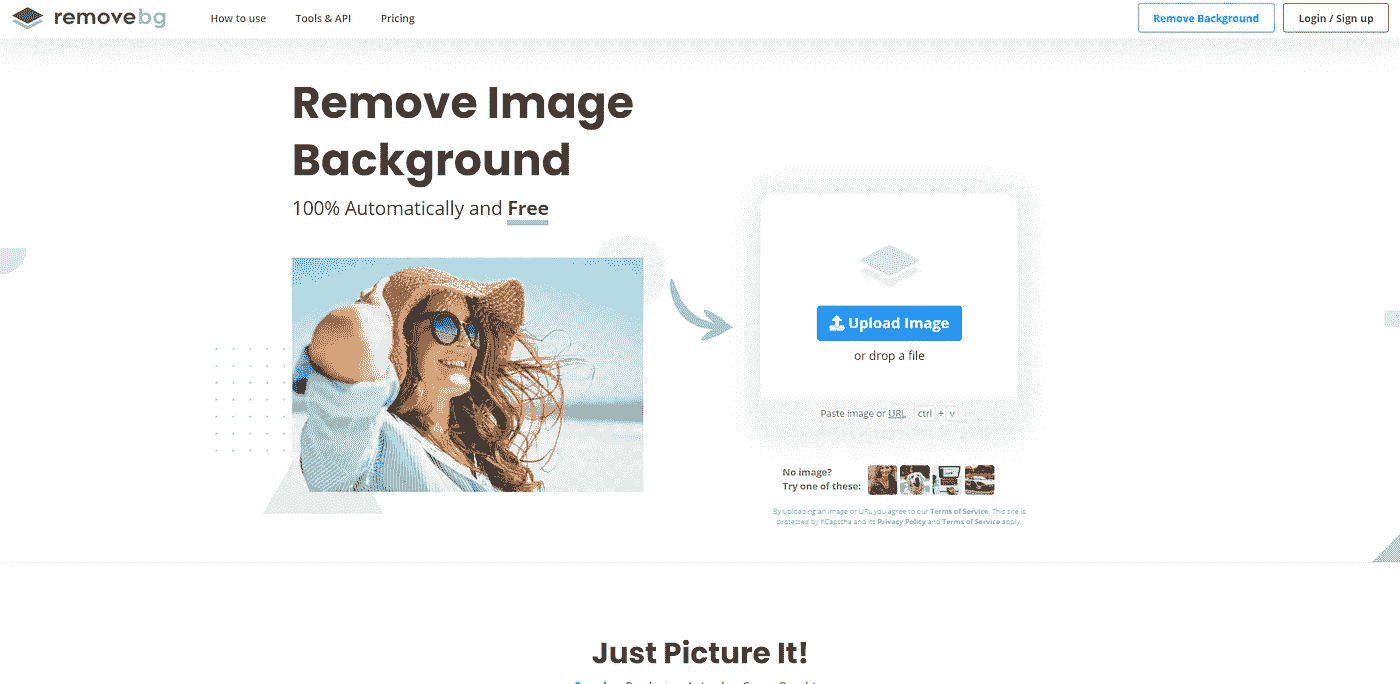 removebg
How to use
Tools & API
Pricing
Remove Background
Login / Sign up
Remove Image
Background
100% Automatically and Free
Upload Image
or drop a file
Paste image or URL ctrl + v
No image?
Try one of these:
By uploading an image or URL you agree to our Terms of Service. This site is
protected by hCaptcha and its Privacy Policy and Terms of Service apply.
Just Picture It!